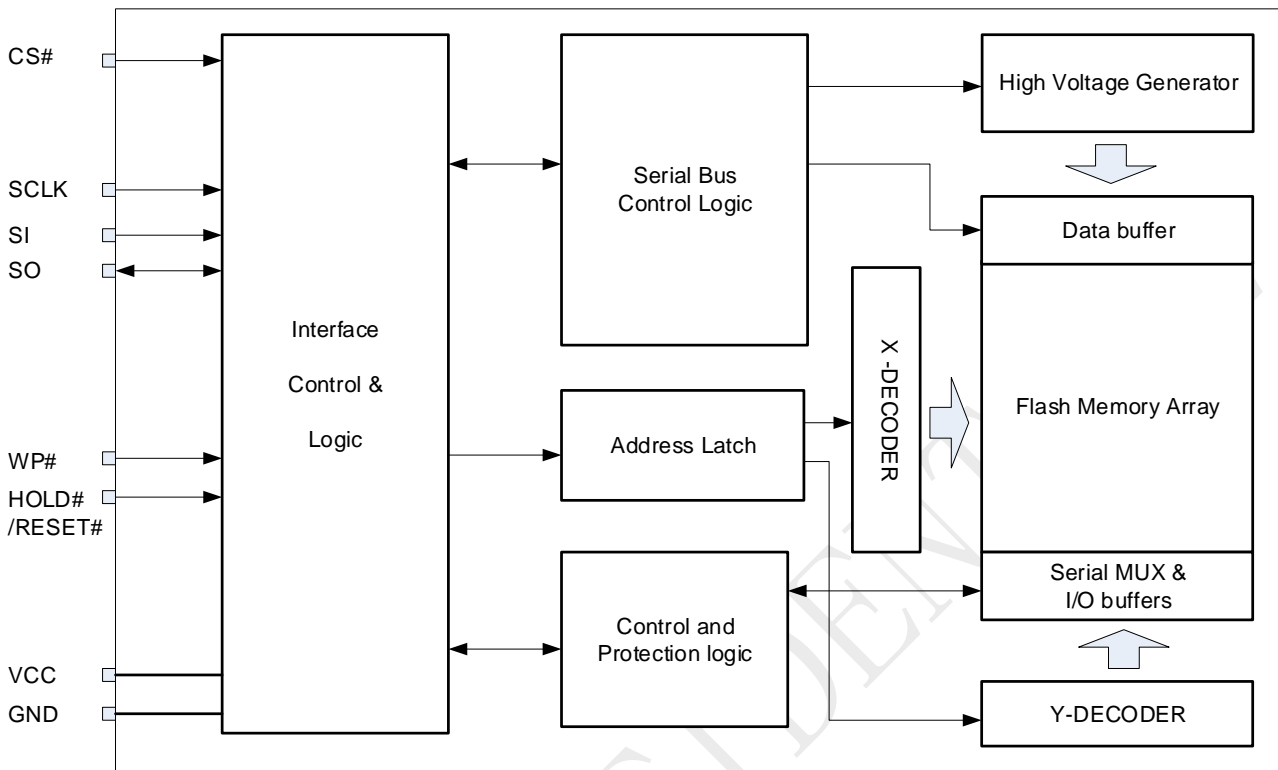 CS#
SCLK
SI
SO
WP#
HOLD#
/RESET#
VCC
GND
Interface
Control &
Logic
Serial Bus
Control Logic
Address Latch
Control and
Protection logic
X -DECODER
High Voltage Generator
Data buffer
Flash Memory Array
Serial MUX &
I/O buffers
Y-DECODER